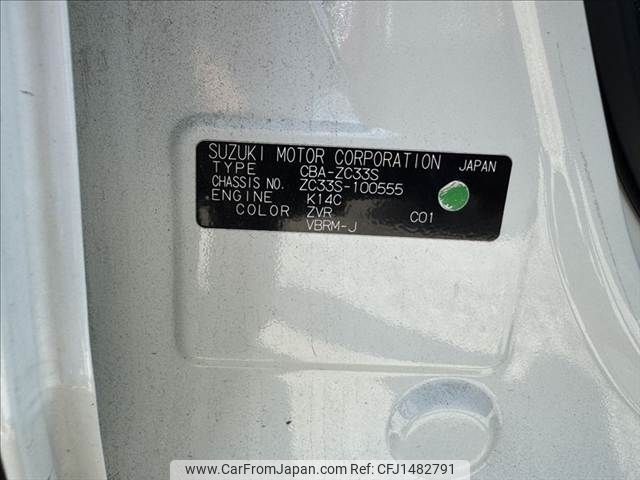 SUZUKI MOTOR CORPORATION JAPAN
TYPE CBA-ZC33S
CHASSIS NO. ZC33S-100555
ENGINE K14C
COLOR ZVR C01
VBRM-J
www.CarFromJapan.com | Ref No: CFJ1482791